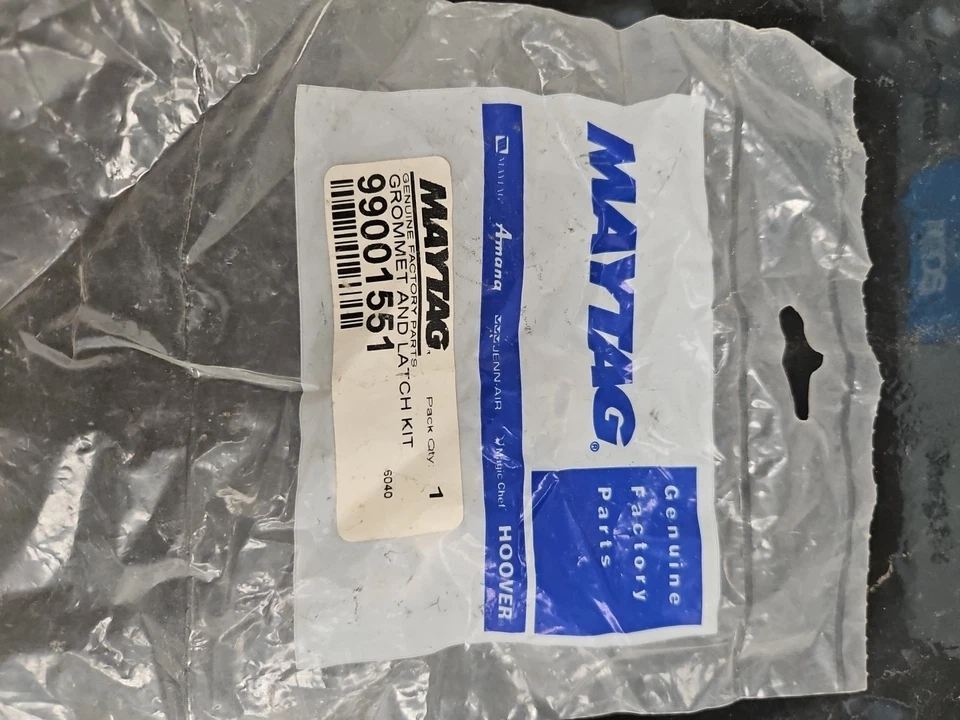 MAYTAG®
Genuine
Factory
Parts
MAYTAG Amana JENN-AIR Magic Chef HOOVER
MAYTAG
GENUINE FACTORY PARTS
Pack Qty 1
GROMMET AND LATCH KIT
99001551
6040